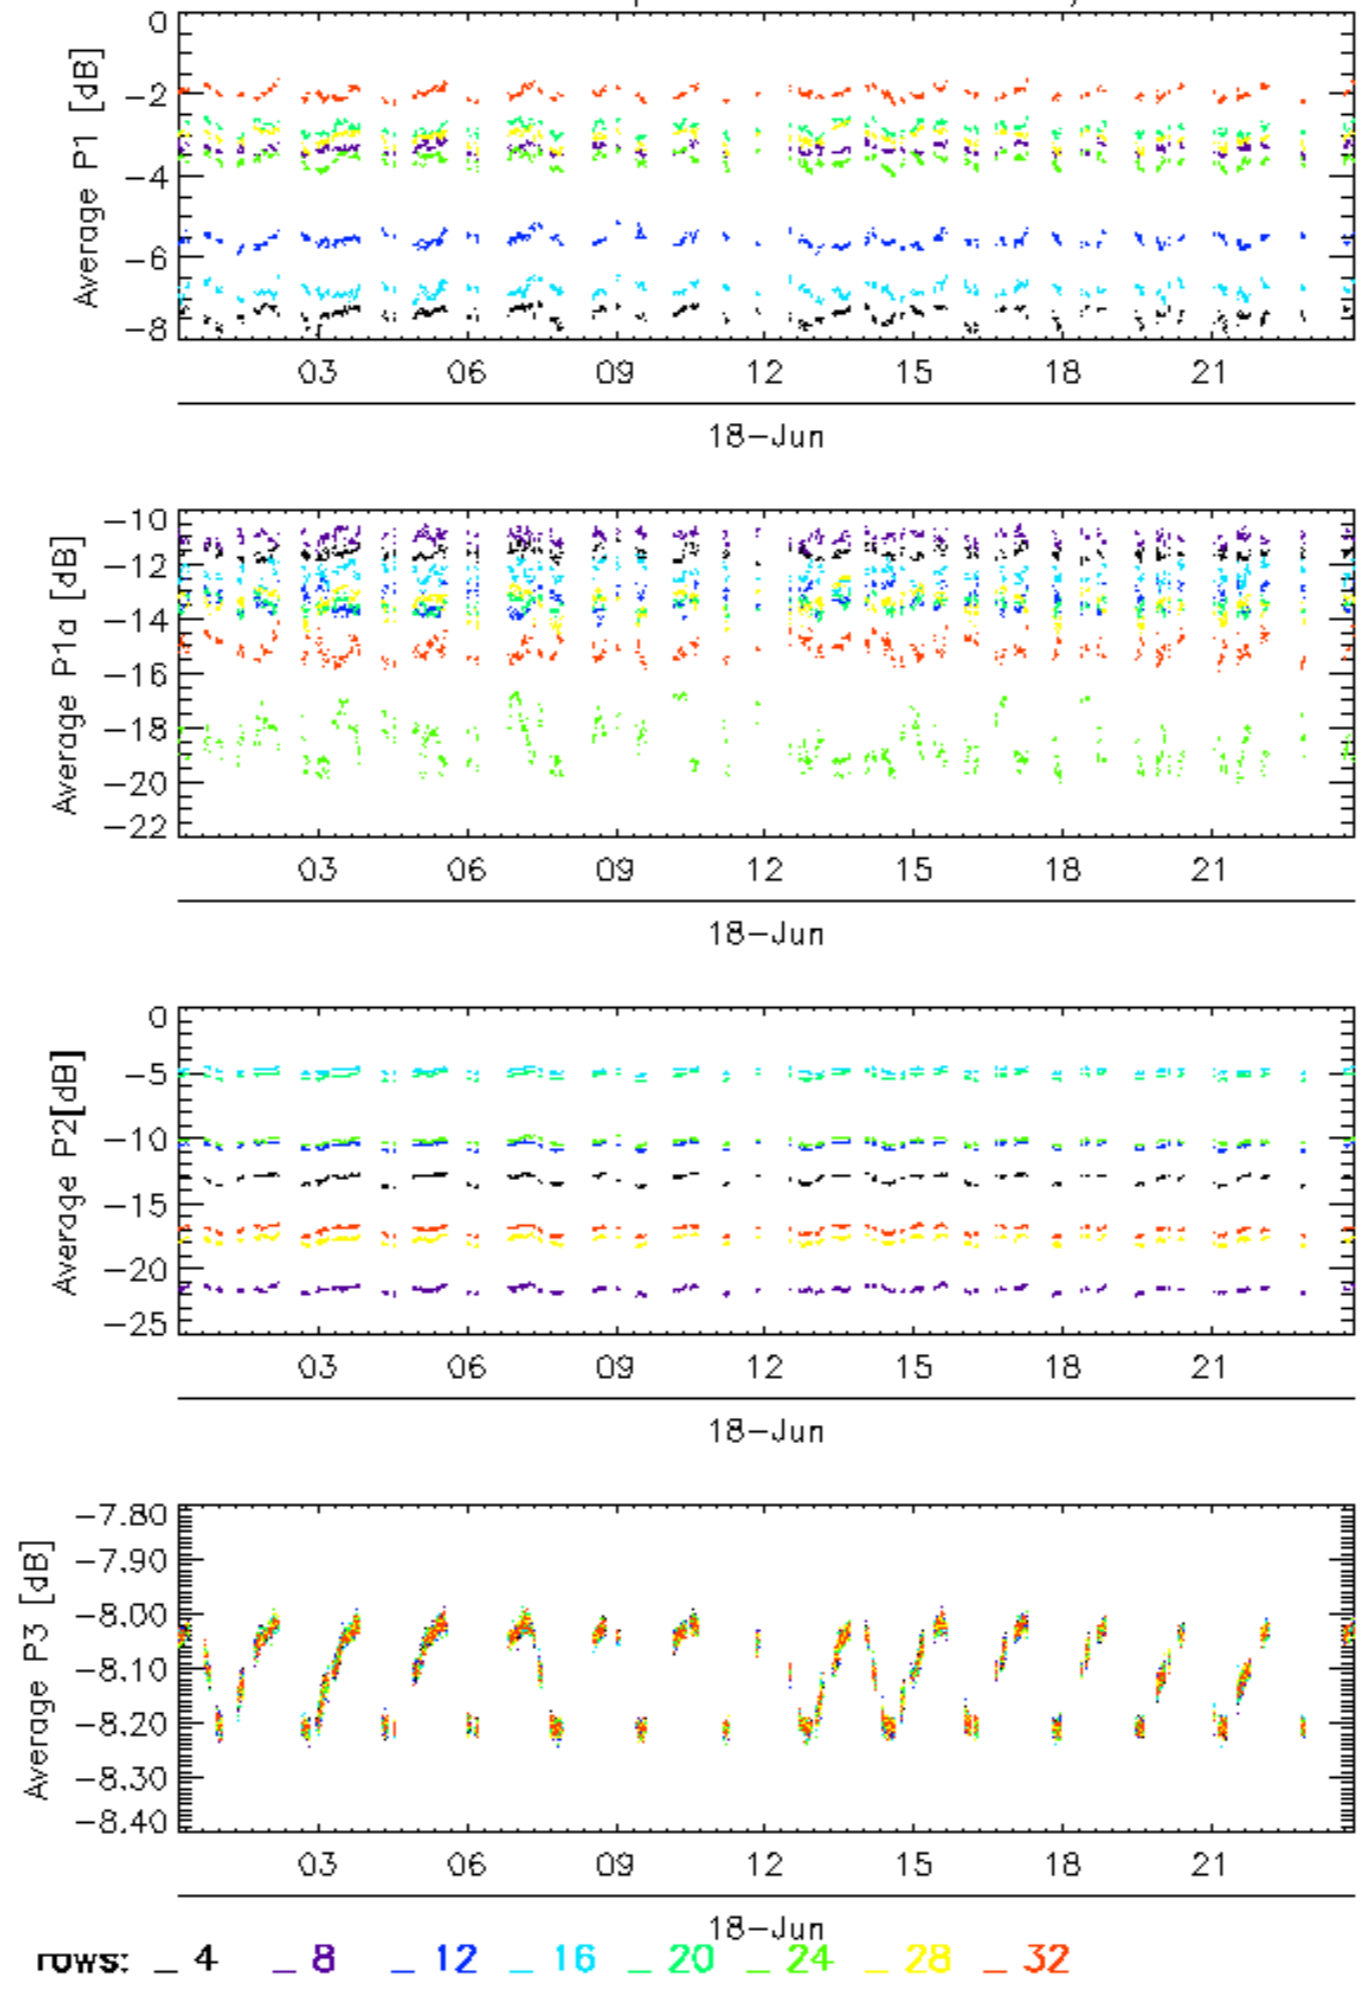 0
-2
-4
-6
-8
Average P1 [dB]
03 06 09 12 15 18 21
18-Jun
-10
-12
-14
-16
-18
-20
-22
Average P1a [dB]
03 06 09 12 15 18 21
18-Jun
0
-5
-10
-15
-20
-25
Average P2[dB]
03 06 09 12 15 18 21
18-Jun
-7.80
-7.90
-8.00
-8.10
-8.20
-8.30
-8.40
Average P3 [dB]
03 06 09 12 15 18 21
18-Jun
rows: _ 4 _ 8 _ 12 _ 16 _ 20 _ 24 _ 28 _ 32